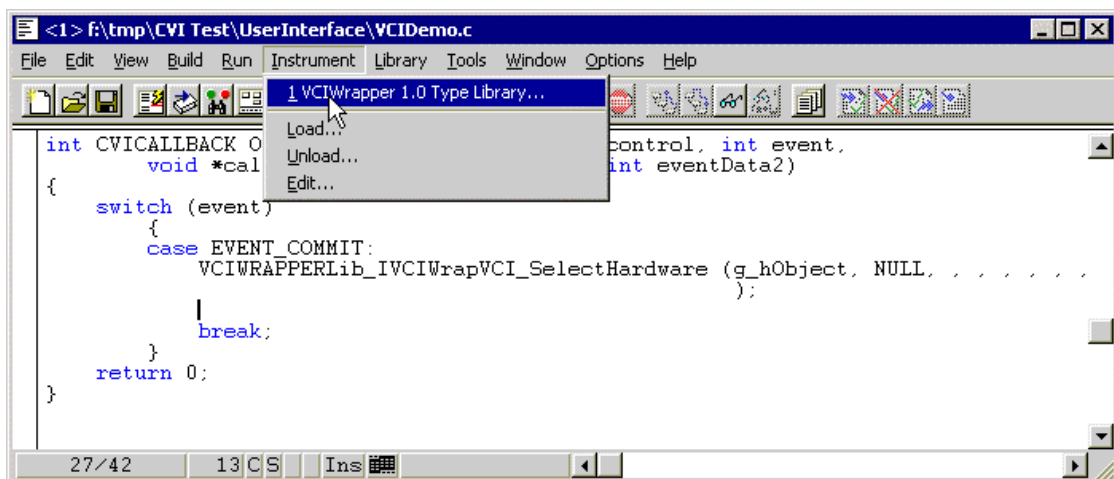 <1> f:\tmp\CVI Test\UserInterface\VCIDemo.c
File Edit View Build Run Instrument Library Tools Window Options Help
1 VCIWrapper 1.0 Type Library...
Load...
Unload...
Edit...
int CVICALLBACK O control, int event,
void *cal int eventData2)
{
switch (event)
{
case EVENT_COMMIT:
VCIWRAPPERLib_IVCIWrapVCI_SelectHardware (g_hObject, NULL, , , , , , ,
);
break;
}
return 0;
}
27/42 13 C S Ins